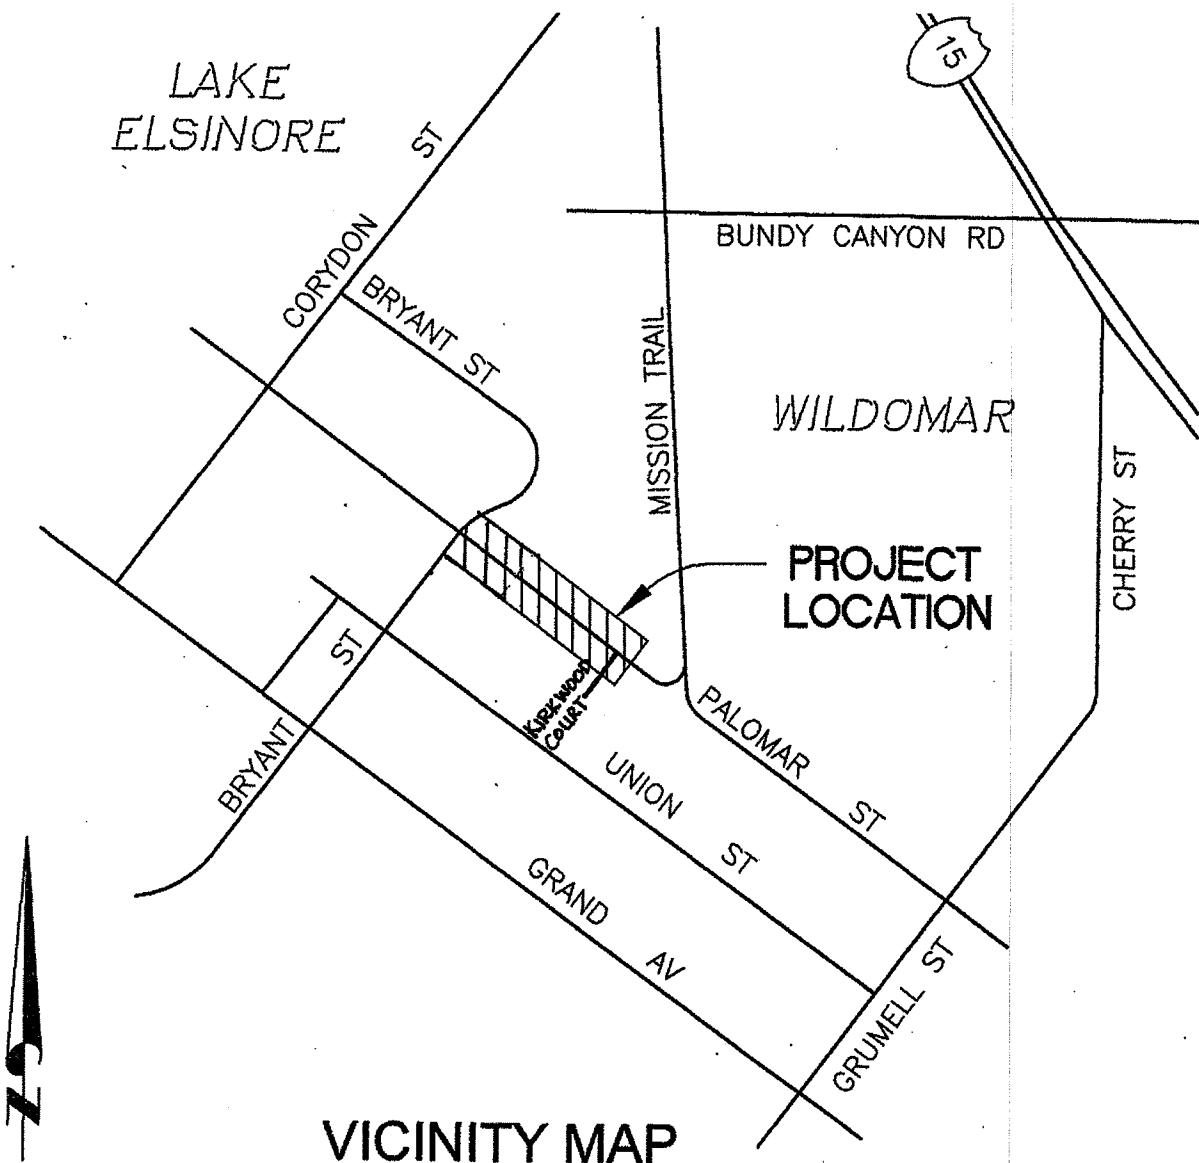 LAKE
ELSINORE
15
CORYDON ST
BUNDY CANYON RD
BRYANT ST
MISSION TRAIL
WILDOMAR
CHERRY ST
PROJECT
LOCATION
BRYANT ST
KIRKWOOD
COURT
PALOMAR ST
UNION ST
GRAND AV
GRUMELL ST
N
VICINITY MAP